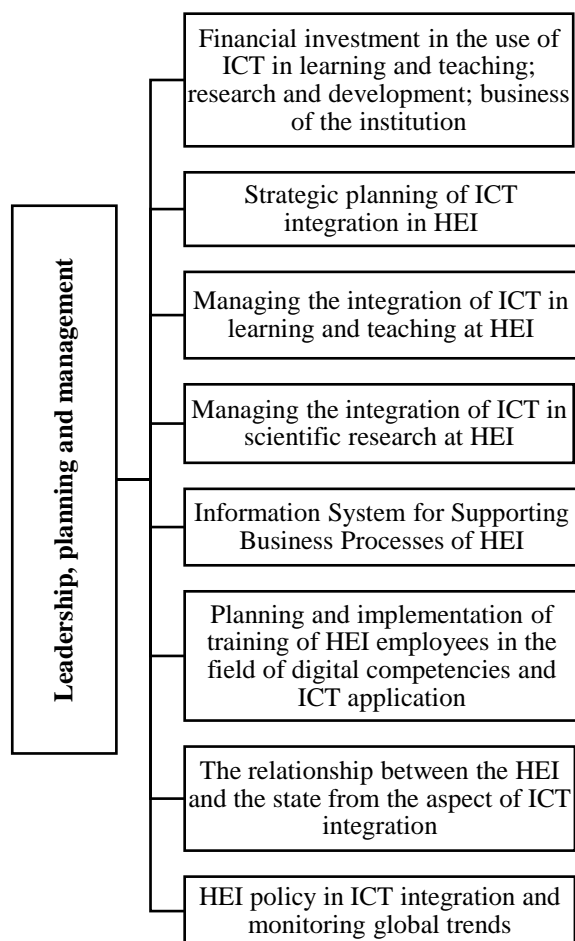 Leadership, planning and management
Financial investment in the use of
ICT in learning and teaching;
research and development; business
of the institution
Strategic planning of ICT
integration in HEI
Managing the integration of ICT in
learning and teaching at HEI
Managing the integration of ICT in
scientific research at HEI
Information System for Supporting
Business Processes of HEI
Planning and implementation of
training of HEI employees in the
field of digital competencies and
ICT application
The relationship between the HEI
and the state from the aspect of ICT
integration
HEI policy in ICT integration and
monitoring global trends